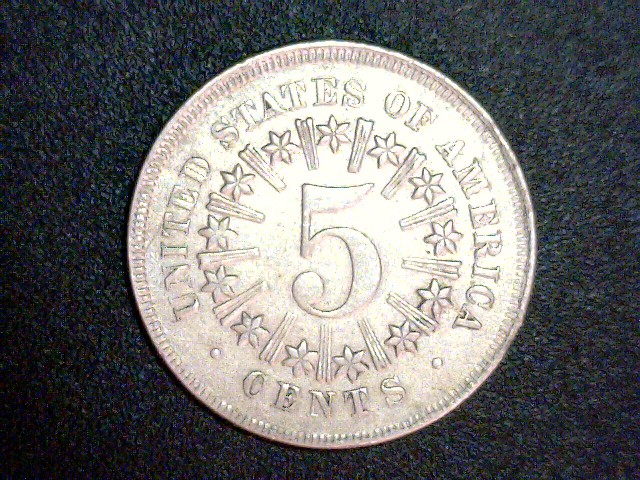 UNITED STATES OF AMERICA
5
CENTS